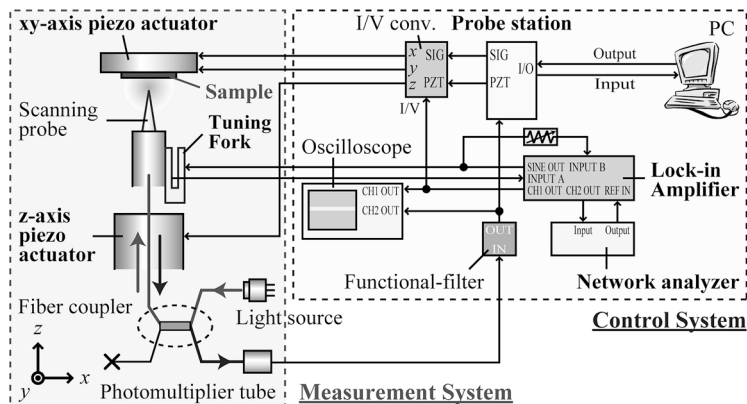 xy-axis piezo actuator
Sample
Scanning
probe
Tuning
Fork
z-axis
piezo
actuator
Fiber coupler
Light source
Photomultiplier tube
z
y
x
Measurement System
I/V conv.
x
y
z
SIG
PZT
I/V
Probe station
SIG
PZT
I/O
Output
Input
PC
Oscilloscope
CH1 OUT
CH2 OUT
SINE OUT INPUT B
INPUT A
CH1 OUT CH2 OUT REF IN
Lock-in
Amplifier
OUT
IN
Functional-filter
Input
Output
Network analyzer
Control System